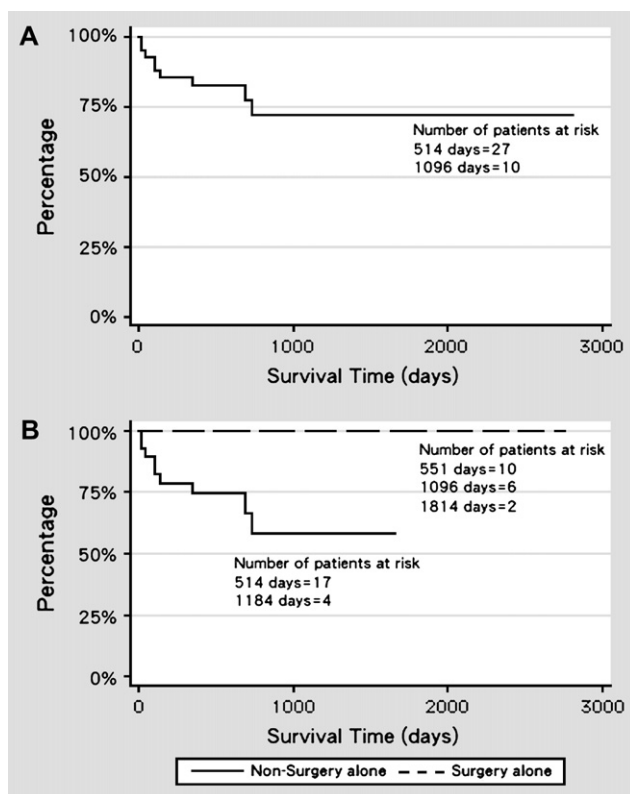 A
100%
75%
50%
25%
0%
Percentage
Number of patients at risk
514 days=27
1096 days=10
0 1000 2000 3000
Survival Time (days)
B
100%
75%
50%
25%
0%
Percentage
Number of patients at risk
551 days=10
1096 days=6
1814 days=2
Number of patients at risk
514 days=17
1184 days=4
0 1000 2000 3000
Survival Time (days)
Non-Surgery alone Surgery alone